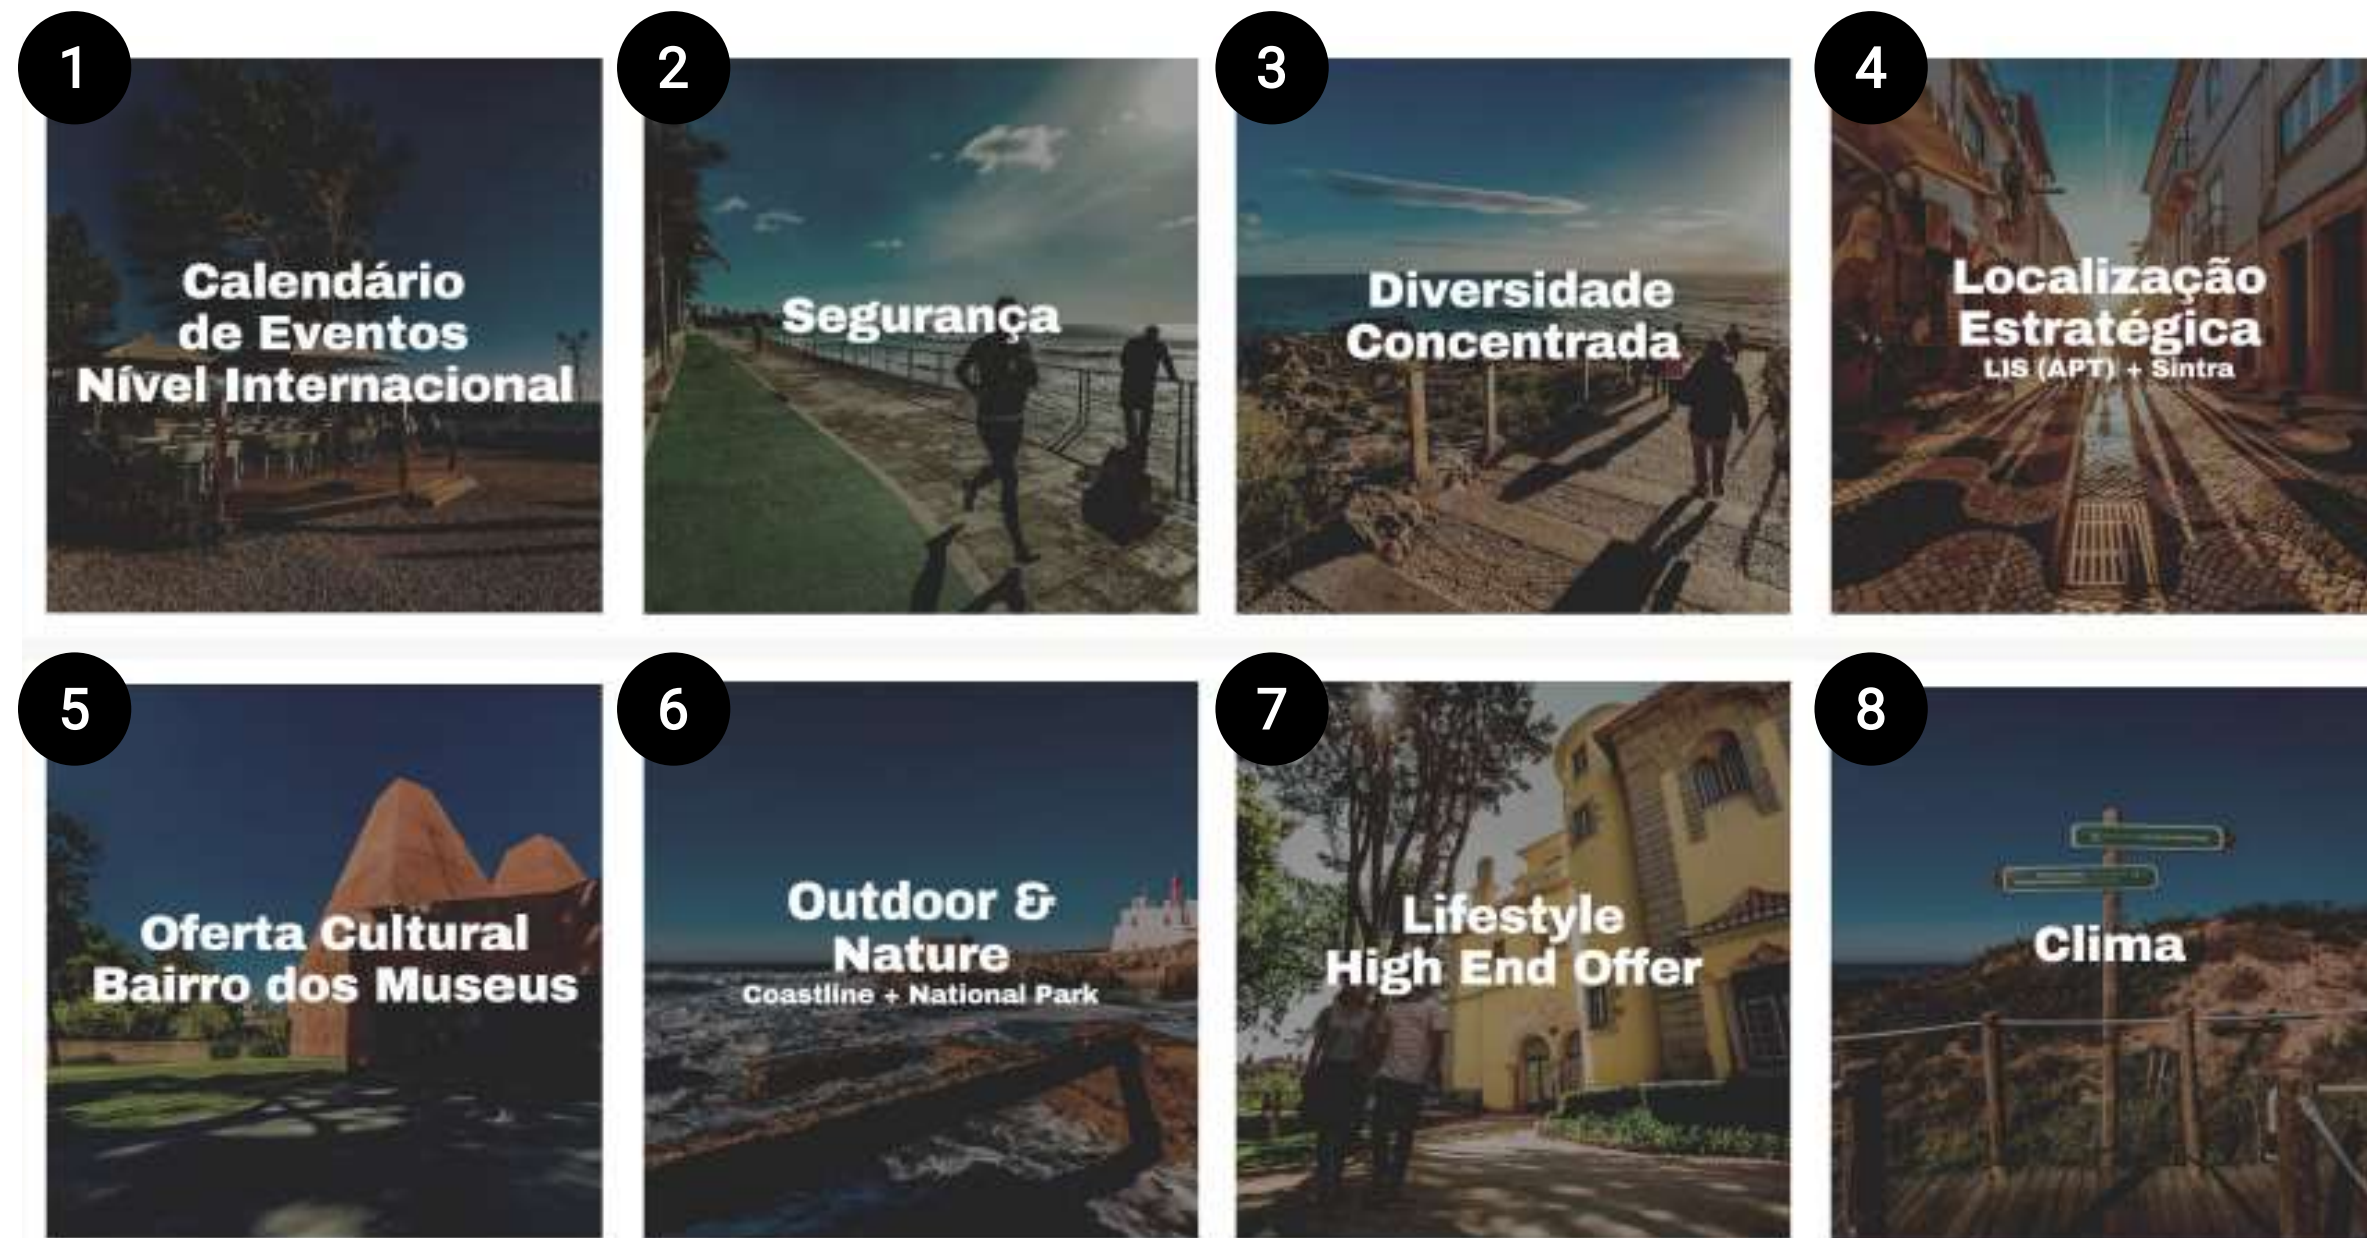 1
Calendário
de Eventos
Nível Internacional
2
Segurança
3
Diversidade
Concentrada
4
Localização
Estratégica
LIS (APT) + Sintra
5
Oferta Cultural
Bairro dos Museus
6
Outdoor &
Nature
Coastline + National Park
7
Lifestyle
High End Offer
8
Clima